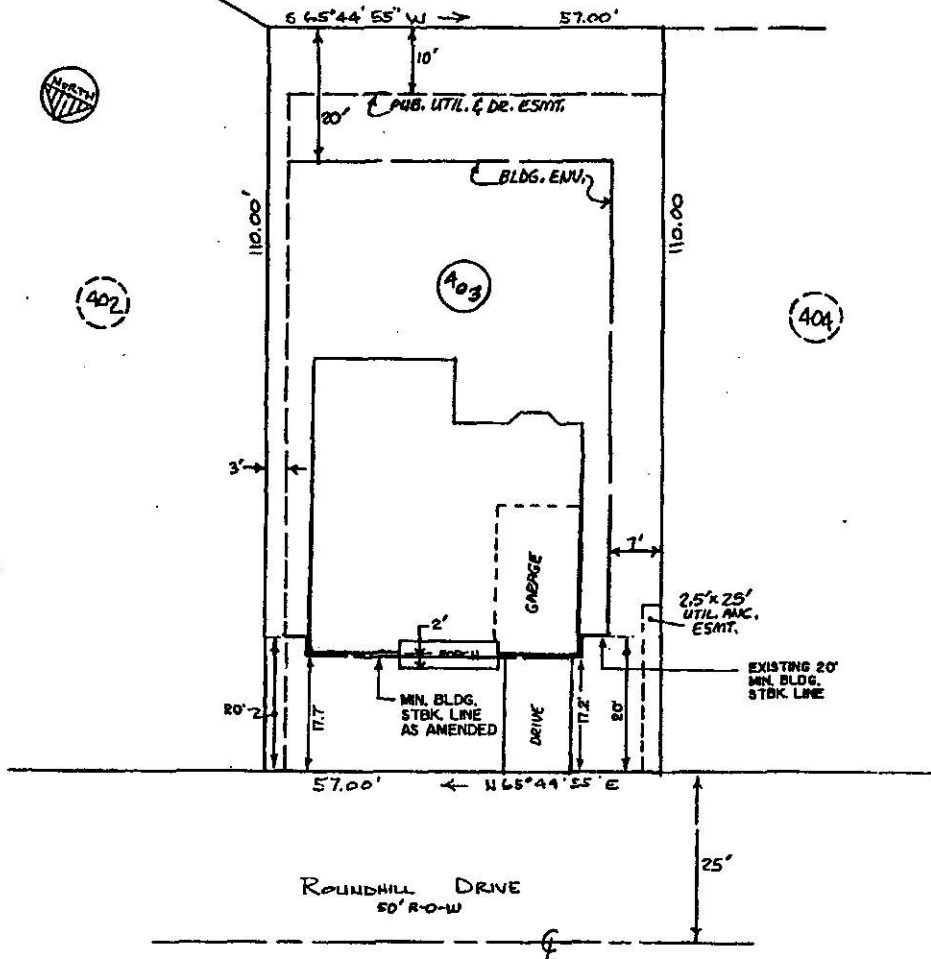 S 65°44'55" W → 57.00'
10'
NORTH
20'
PUB. UTIL. & DR. ESMT.
BLDG. ENV.
110.00'
110.00
402
403
404
3'
7'
GARAGE
2.5' x 25'
UTIL. ANC.
ESMT.
2'
PORCH
EXISTING 20'
MIN. BLDG.
STBK. LINE
MIN. BLDG.
STBK. LINE
AS AMENDED
20'
17.7'
DRIVE
17.2'
20'
57.00' ← N 65°44'55" E
25'
ROUNDHILL DRIVE
50' R-O-W